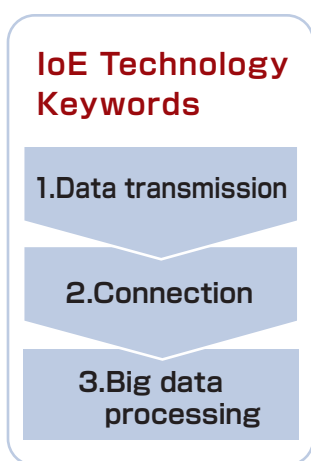 IoE Technology
Keywords
1.Data transmission
2.Connection
3.Big data
processing